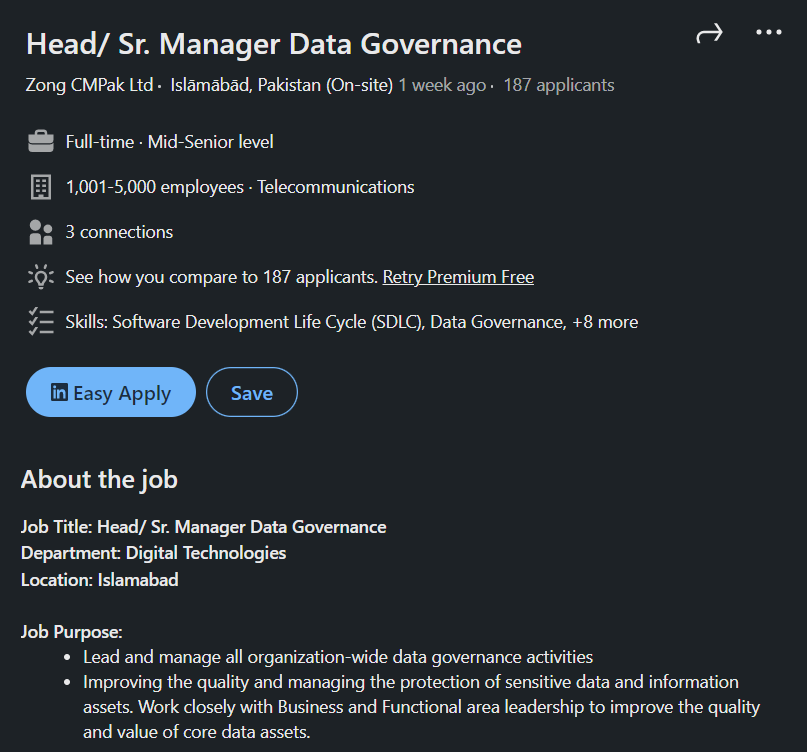 Head/ Sr. Manager Data Governance
Zong CMPak Ltd · Islāmābād, Pakistan (On-site) 1 week ago · 187 applicants
Full-time · Mid-Senior level
1,001-5,000 employees · Telecommunications
3 connections
See how you compare to 187 applicants. Retry Premium Free
Skills: Software Development Life Cycle (SDLC), Data Governance, +8 more
in Easy Apply
Save
About the job
Job Title: Head/ Sr. Manager Data Governance
Department: Digital Technologies
Location: Islamabad
Job Purpose:
• Lead and manage all organization-wide data governance activities
• Improving the quality and managing the protection of sensitive data and information
assets. Work closely with Business and Functional area leadership to improve the quality
and value of core data assets.